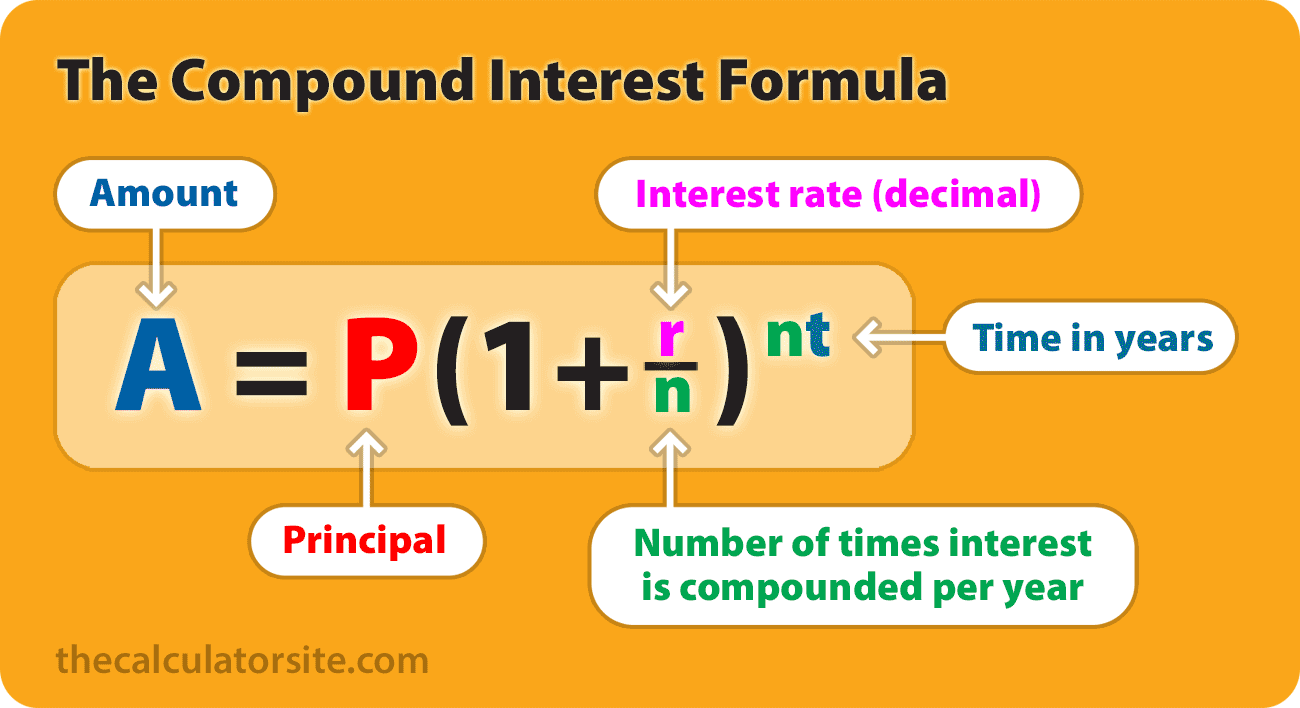 The Compound Interest Formula
Amount
Interest rate (decimal)
A = P(1+r/n)^nt
Time in years
Principal
Number of times interest
is compounded per year
thecalculatorsite.com